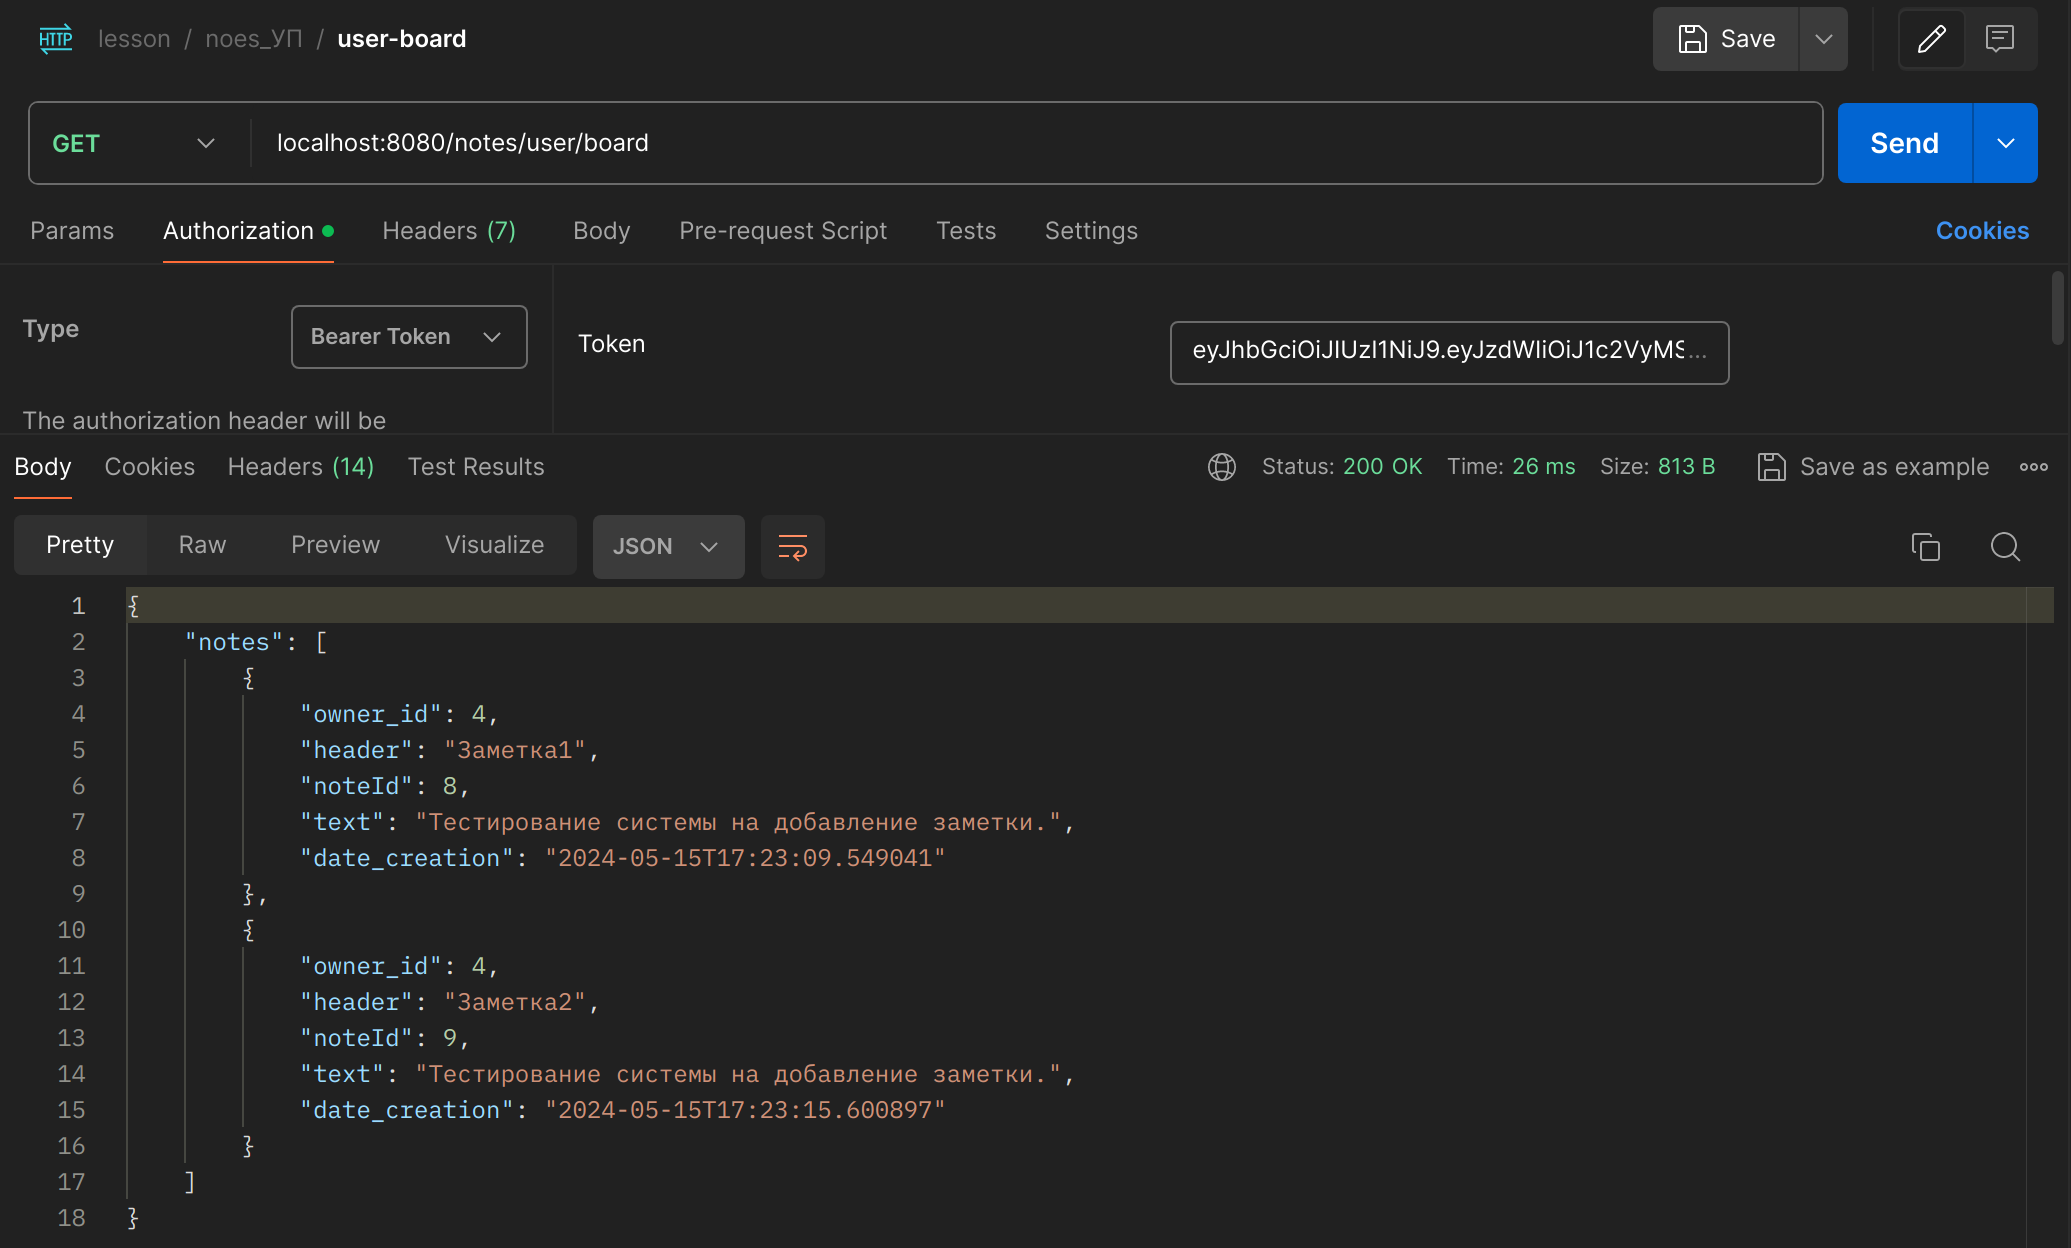 HTTP lesson / noes_УП / user-board Save
GET localhost:8080/notes/user/board Send
Params Authorization Headers (7) Body Pre-request Script Tests Settings Cookies
Type Bearer Token Token eyJhbGciOiJIUzI1NiJ9.eyJzdWIiOiJ1c2VyMS...
The authorization header will be
Body Cookies Headers (14) Test Results Status: 200 OK Time: 26 ms Size: 813 B Save as example
Pretty Raw Preview Visualize JSON
1 {
2 "notes": [
3 {
4 "owner_id": 4,
5 "header": "Заметка1",
6 "noteId": 8,
7 "text": "Тестирование системы на добавление заметки.",
8 "date_creation": "2024-05-15T17:23:09.549041"
9 },
10 {
11 "owner_id": 4,
12 "header": "Заметка2",
13 "noteId": 9,
14 "text": "Тестирование системы на добавление заметки.",
15 "date_creation": "2024-05-15T17:23:15.600897"
16 }
17 ]
18 }